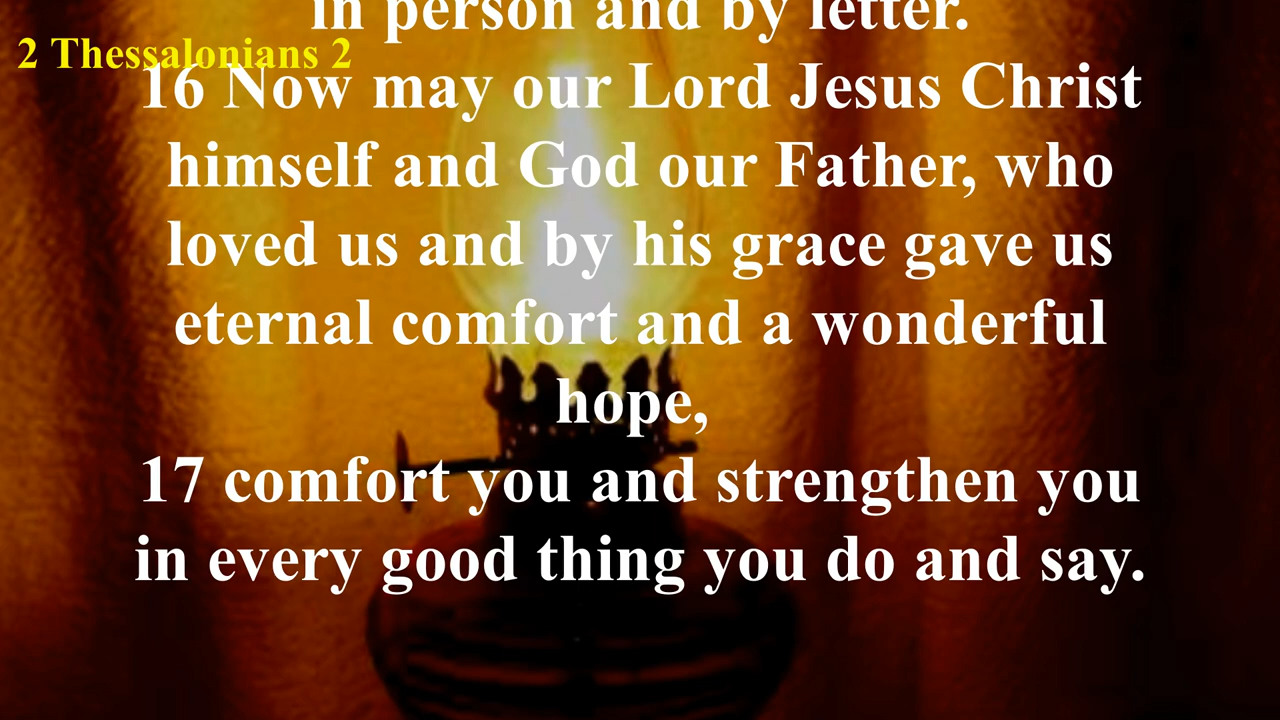 in person and by letter.
2 Thessalonians 2
16 Now may our Lord Jesus Christ
himself and God our Father, who
loved us and by his grace gave us
eternal comfort and a wonderful
hope,
17 comfort you and strengthen you
in every good thing you do and say.